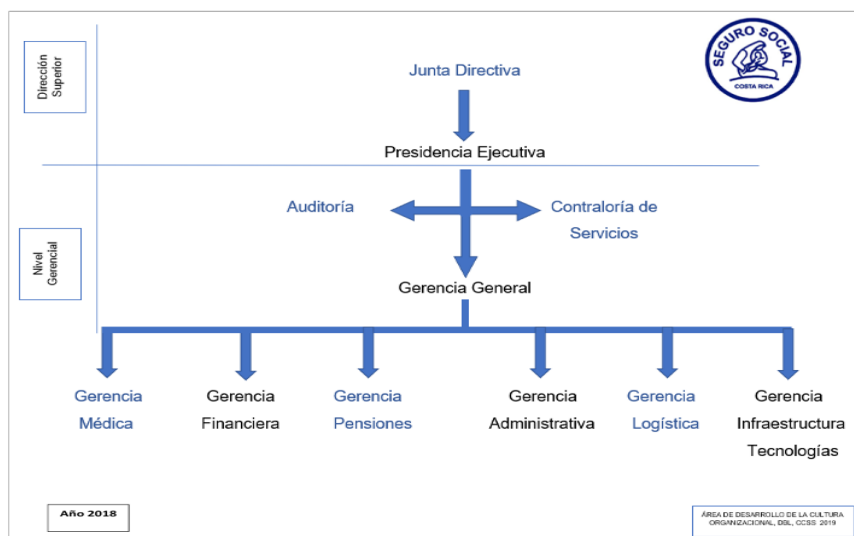 Dirección
Superior
Junta Directiva
SEGURO SOCIAL
COSTA RICA
Presidencia Ejecutiva
Nivel
Gerencial
Auditoría
Contraloría de
Servicios
Gerencia General
Gerencia
Médica
Gerencia
Financiera
Gerencia
Pensiones
Gerencia
Administrativa
Gerencia
Logística
Gerencia
Infraestructura
Tecnologías
Año 2018
ÁREA DE DESARROLLO DE LA CULTURA
ORGANIZACIONAL, DBL, CCSS 2019